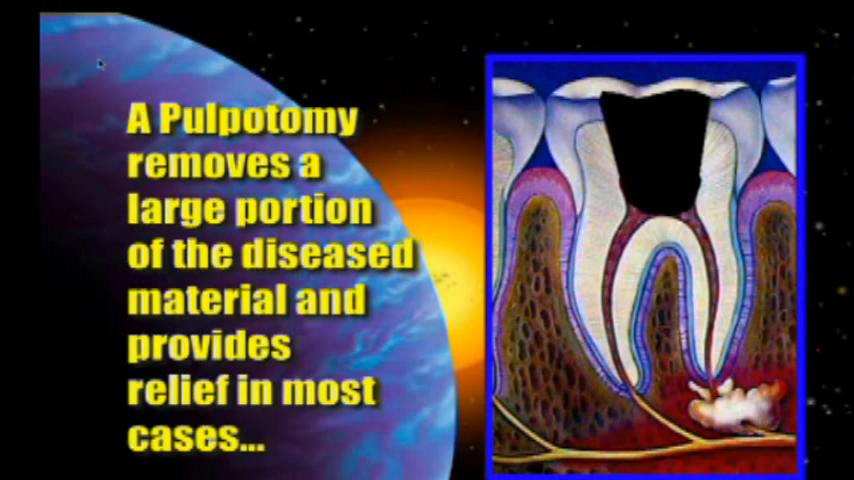 A Pulpotomy
removes a
large portion
of the diseased
material and
provides
relief in most
cases...